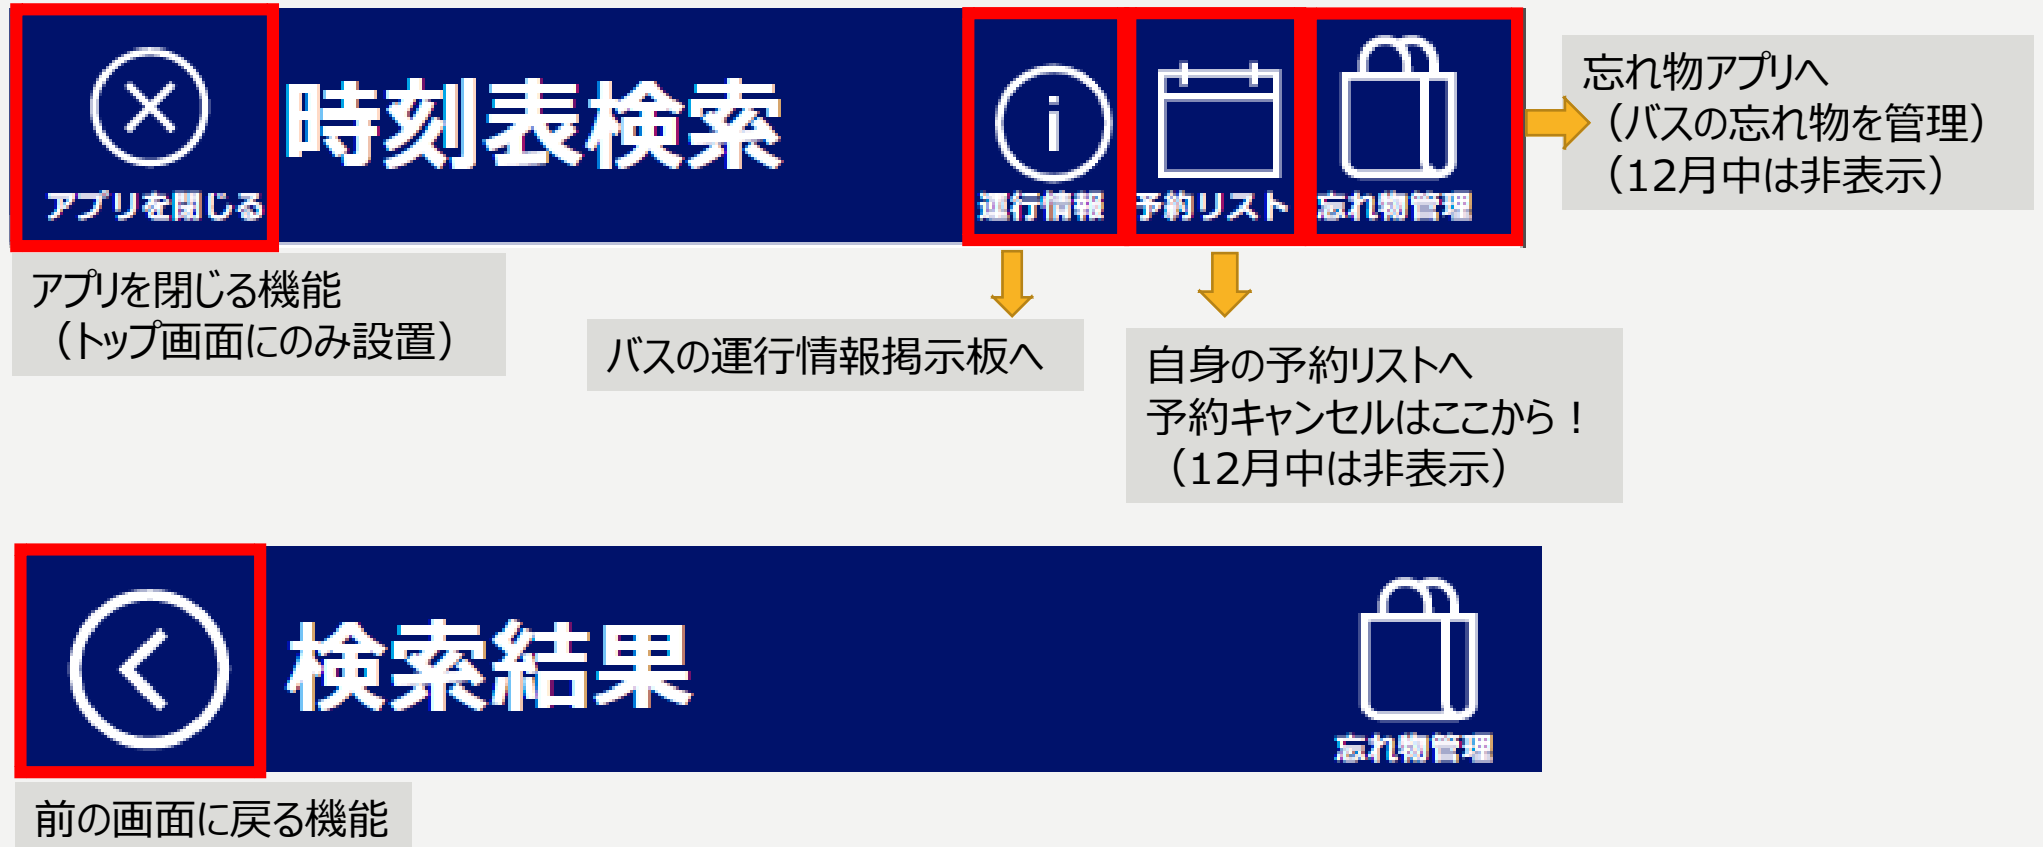 時刻表検索
アプリを閉じる
運行情報
予約リスト
忘れ物管理
忘れ物アプリへ
（バスの忘れ物を管理）
（12月中は非表示）
アプリを閉じる機能
（トップ画面にのみ設置）
バスの運行情報掲示板へ
自身の予約リストへ
予約キャンセルはここから！
（12月中は非表示）
検索結果
忘れ物管理
前の画面に戻る機能